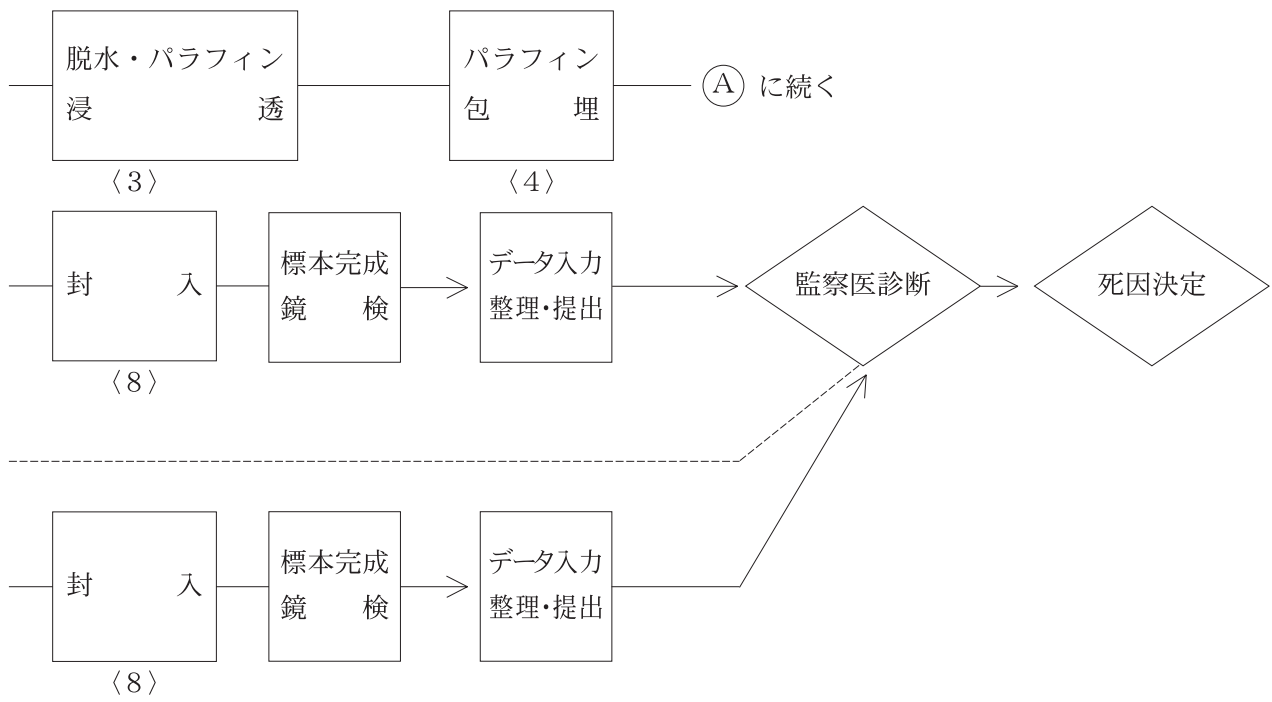 脱水・パラフィン
浸透
〈3〉
パラフィン
包埋
〈4〉
Ⓐ に続く
封入
〈8〉
標本完成
鏡検
データ入力
整理・提出
監察医診断
死因決定
封入
〈8〉
標本完成
鏡検
データ入力
整理・提出